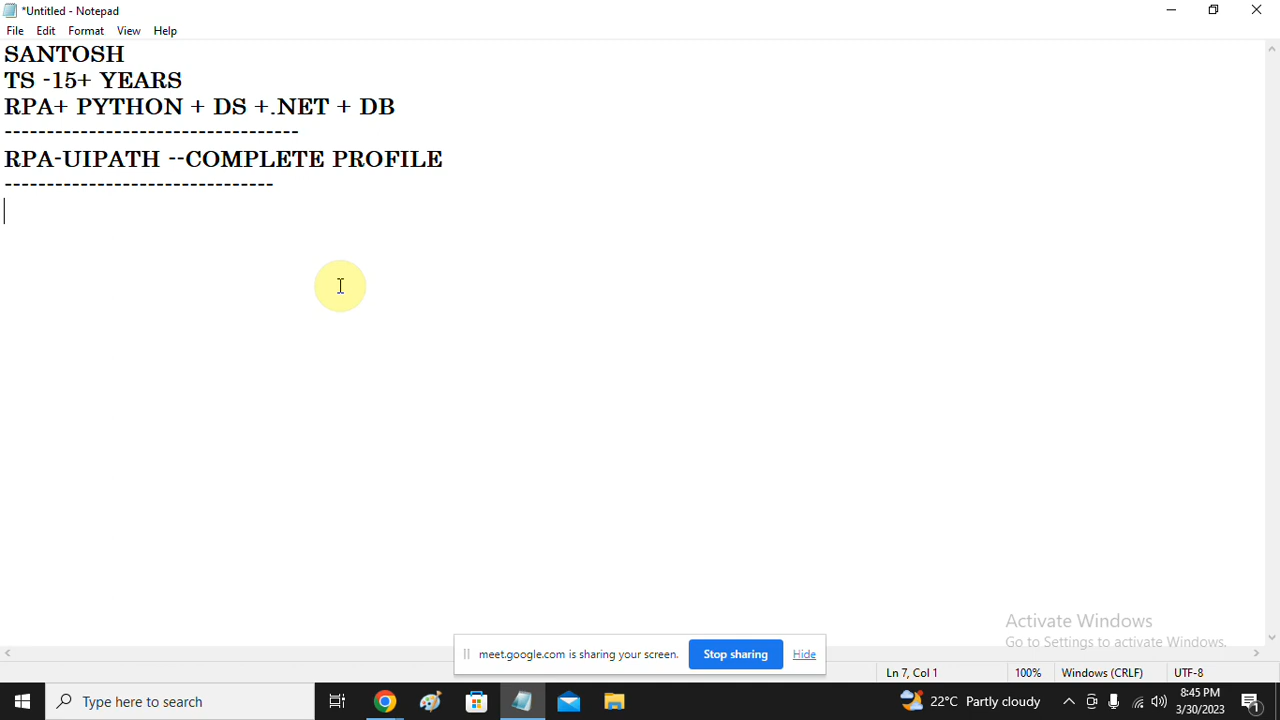 *Untitled - Notepad
File Edit Format View Help
SANTOSH
TS -15+ YEARS
RPA+ PYTHON + DS +.NET + DB
-----------------------------------
RPA-UIPATH --COMPLETE PROFILE
--------------------------------
Activate Windows
Go to Settings to activate Windows.
meet.google.com is sharing your screen. Stop sharing Hide
Ln 7, Col 1 100% Windows (CRLF) UTF-8
Type here to search 22°C Partly cloudy 8:45 PM
3/30/2023 1